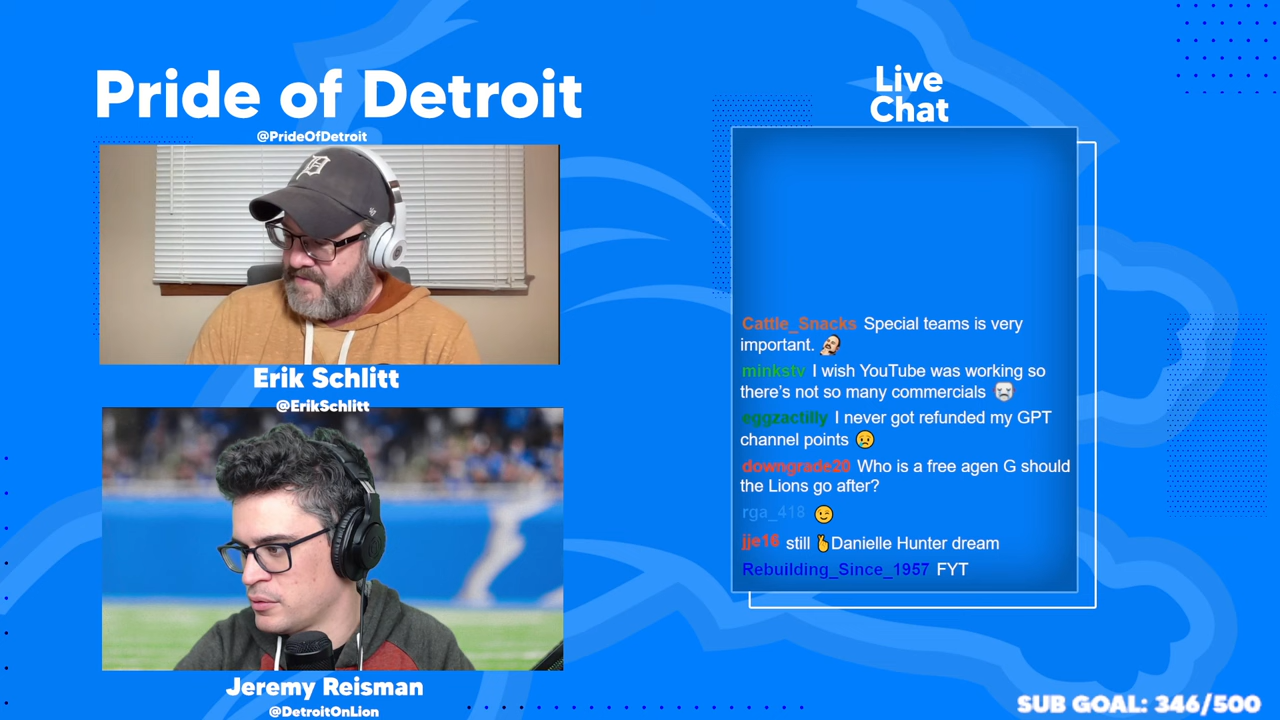 Pride of Detroit
@PrideOfDetroit
D
Erik Schlitt
@ErikSchlitt
Jeremy Reisman
@DetroitOnLion
Live
Chat
Cattle_Snacks Special teams is very
important.
minkstv I wish YouTube was working so
there's not so many commercials
eggzactilly I never got refunded my GPT
channel points
downgrade20 Who is a free agen G should
the Lions go after?
rga_418
jje16 still Danielle Hunter dream
Rebuilding_Since_1957 FYT
SUB GOAL: 346/500